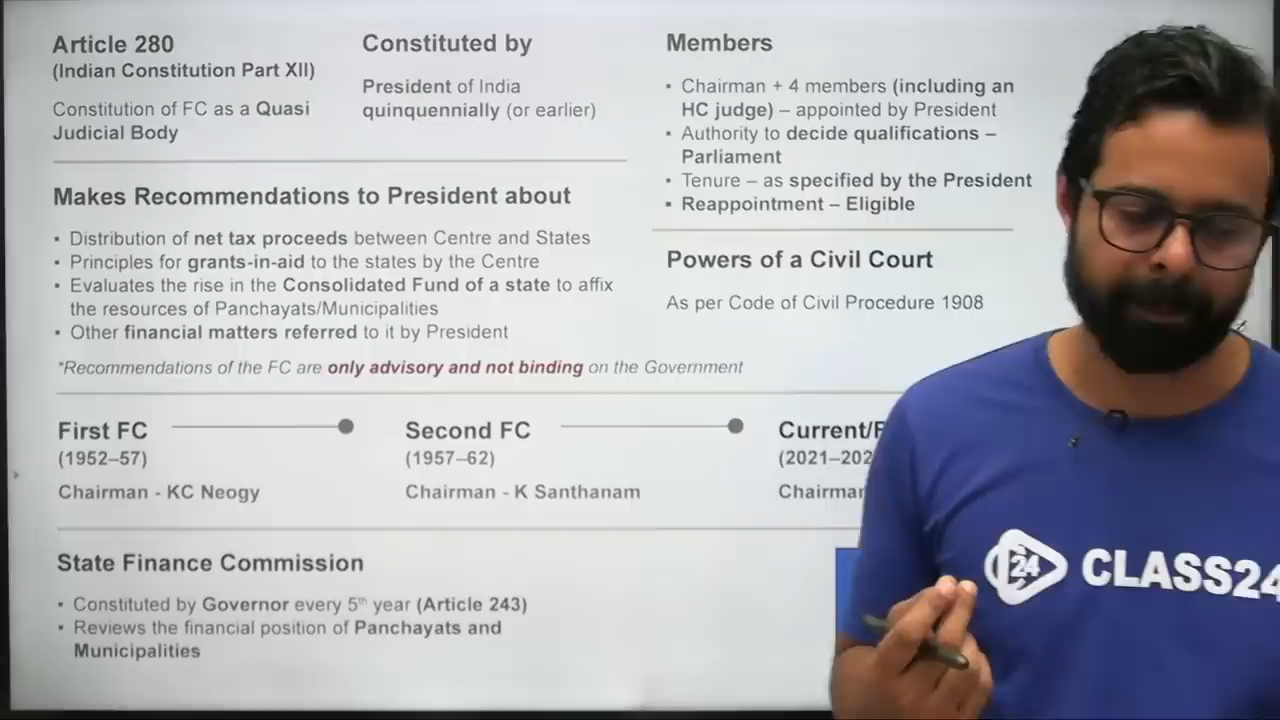 Article 280
(Indian Constitution Part XII)
Constitution of FC as a Quasi
Judicial Body
Constituted by
President of India
quinquennially (or earlier)
Members
▪ Chairman + 4 members (including an
HC judge) – appointed by President
▪ Authority to decide qualifications –
Parliament
▪ Tenure – as specified by the President
▪ Reappointment – Eligible
Makes Recommendations to President about
▪ Distribution of net tax proceeds between Centre and States
▪ Principles for grants-in-aid to the states by the Centre
▪ Evaluates the rise in the Consolidated Fund of a state to affix
the resources of Panchayats/Municipalities
▪ Other financial matters referred to it by President
*Recommendations of the FC are only advisory and not binding on the Government
Powers of a Civil Court
As per Code of Civil Procedure 1908
First FC
(1952–57)
Chairman - KC Neogy
Second FC
(1957–62)
Chairman - K Santhanam
Current/
(2021–202
State Finance Commission
▪ Constituted by Governor every 5th year (Article 243)
▪ Reviews the financial position of Panchayats and
Municipalities
24 CLASS24